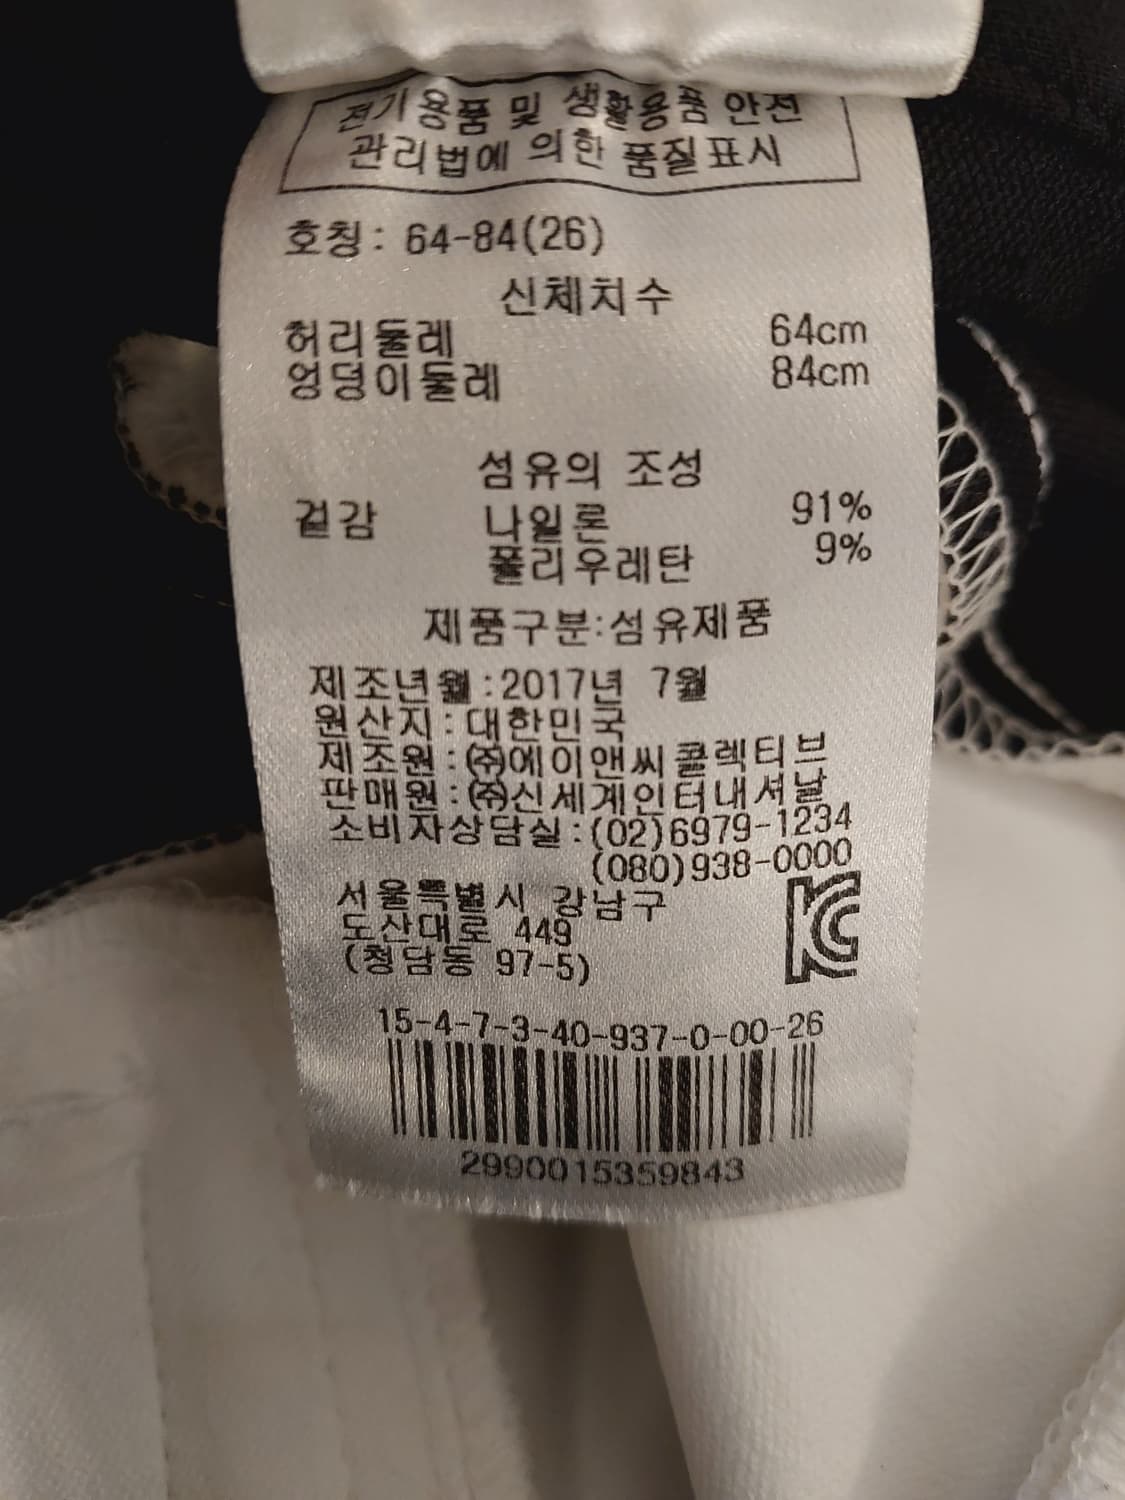 전기용품 및 생활용품 안전
관리법에 의한 품질표시
호칭: 64-84(26)
신체치수
허리둘레 64cm
엉덩이둘레 84cm
섬유의 조성
겉감 나일론 91%
폴리우레탄 9%
제품구분:섬유제품
제조년월:2017년 7월
원산지:대한민국
제조원:㈜에이앤씨콜렉티브
판매원:㈜신세계인터내셔날
소비자상담실:(02)6979-1234
(080)938-0000
서울특별시 강남구
도산대로 449
(청담동 97-5)
KC
15-4-7-3-40-937-0-00-26
2990015359843